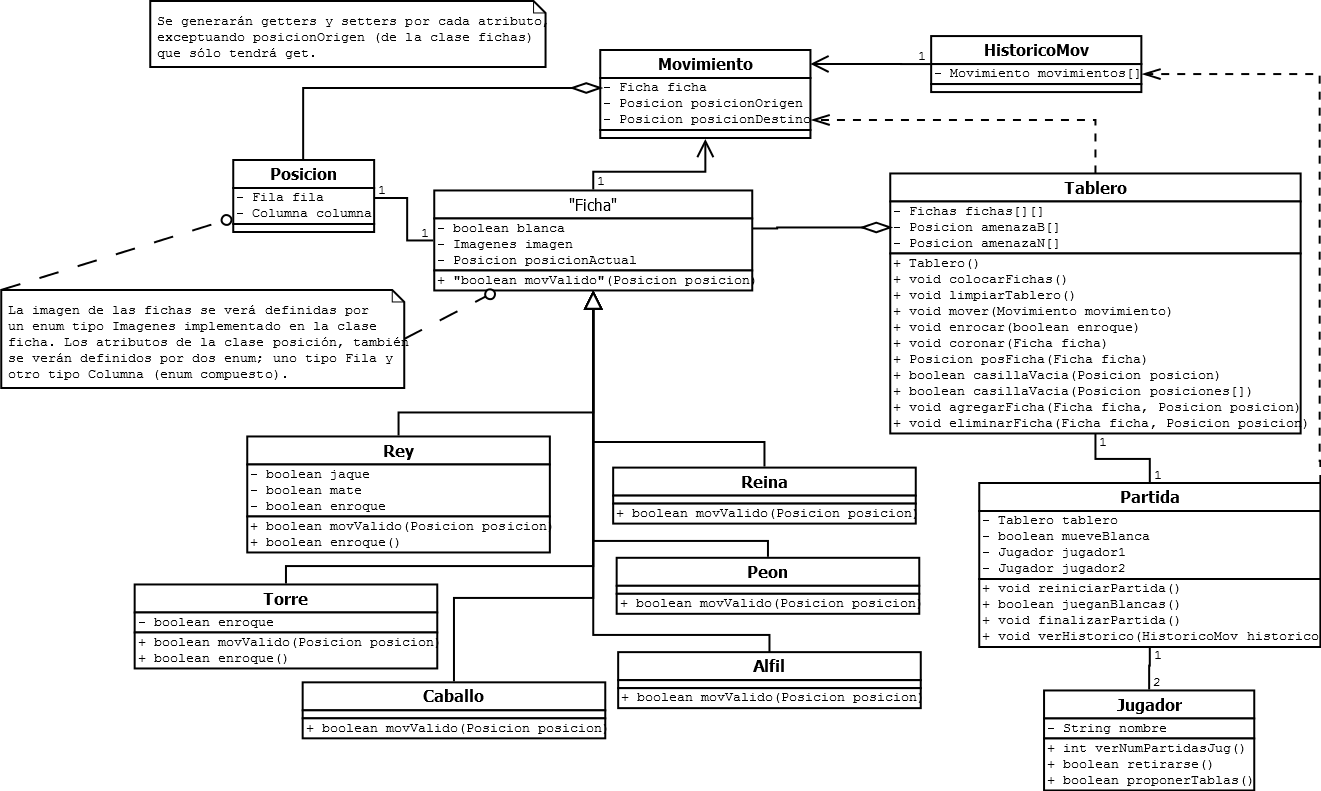 Se generarán getters y setters por cada atributo,
exceptuando posicionOrigen (de la clase fichas)
que sólo tendrá get.
Movimiento
- Ficha ficha
- Posicion posicionOrigen
- Posicion posicionDestino
HistoricoMov
- Movimiento movimientos[]
1
Posicion
- Fila fila
- Columna columna
1
1
1
"Ficha"
- boolean blanca
- Imagenes imagen
- Posicion posicionActual
+ "boolean movValido"(Posicion posicion)
Tablero
- Fichas fichas[][]
- Posicion amenazaB[]
- Posicion amenazaN[]
+ Tablero()
+ void colocarFichas()
+ void limpiarTablero()
+ void mover(Movimiento movimiento)
+ void enrocar(boolean enroque)
+ void coronar(Ficha ficha)
+ Posicion posFicha(Ficha ficha)
+ boolean casillaVacia(Posicion posicion)
+ boolean casillaVacia(Posicion posiciones[])
+ void agregarFicha(Ficha ficha, Posicion posicion)
+ void eliminarFicha(Ficha ficha, Posicion posicion)
La imagen de las fichas se verá definidas por
un enum tipo Imagenes implementado en la clase
ficha. Los atributos de la clase posición, también
se verán definidos por dos enum; uno tipo Fila y
otro tipo Columna (enum compuesto).
Rey
- boolean jaque
- boolean mate
- boolean enroque
+ boolean movValido(Posicion posicion)
+ boolean enroque()
Reina
+ boolean movValido(Posicion posicion)
1
1
Partida
- Tablero tablero
- boolean mueveBlanca
- Jugador jugador1
- Jugador jugador2
+ void reiniciarPartida()
+ boolean jueganBlancas()
+ void finalizarPartida()
+ void verHistorico(HistoricoMov historico
Peon
+ boolean movValido(Posicion posicion)
Torre
- boolean enroque
+ boolean movValido(Posicion posicion)
+ boolean enroque()
Alfil
+ boolean movValido(Posicion posicion)
Caballo
+ boolean movValido(Posicion posicion)
1
2
Jugador
- String nombre
+ int verNumPartidasJug()
+ boolean retirarse()
+ boolean proponerTablas()